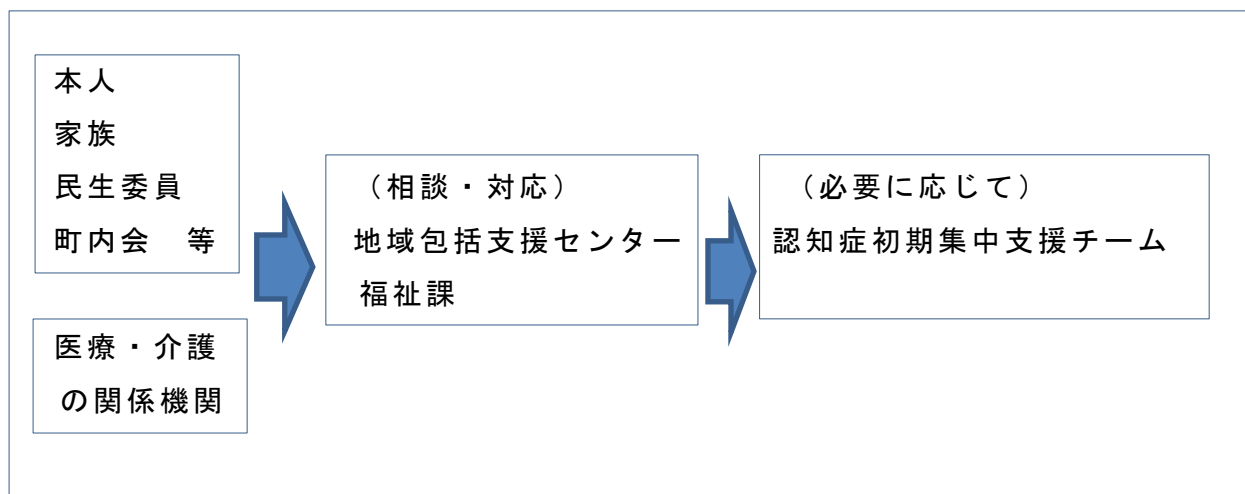 本人
家族
民生委員
町内会　等
医療・介護
の関係機関
（相談・対応）
地域包括支援センター
福祉課
（必要に応じて）
認知症初期集中支援チーム